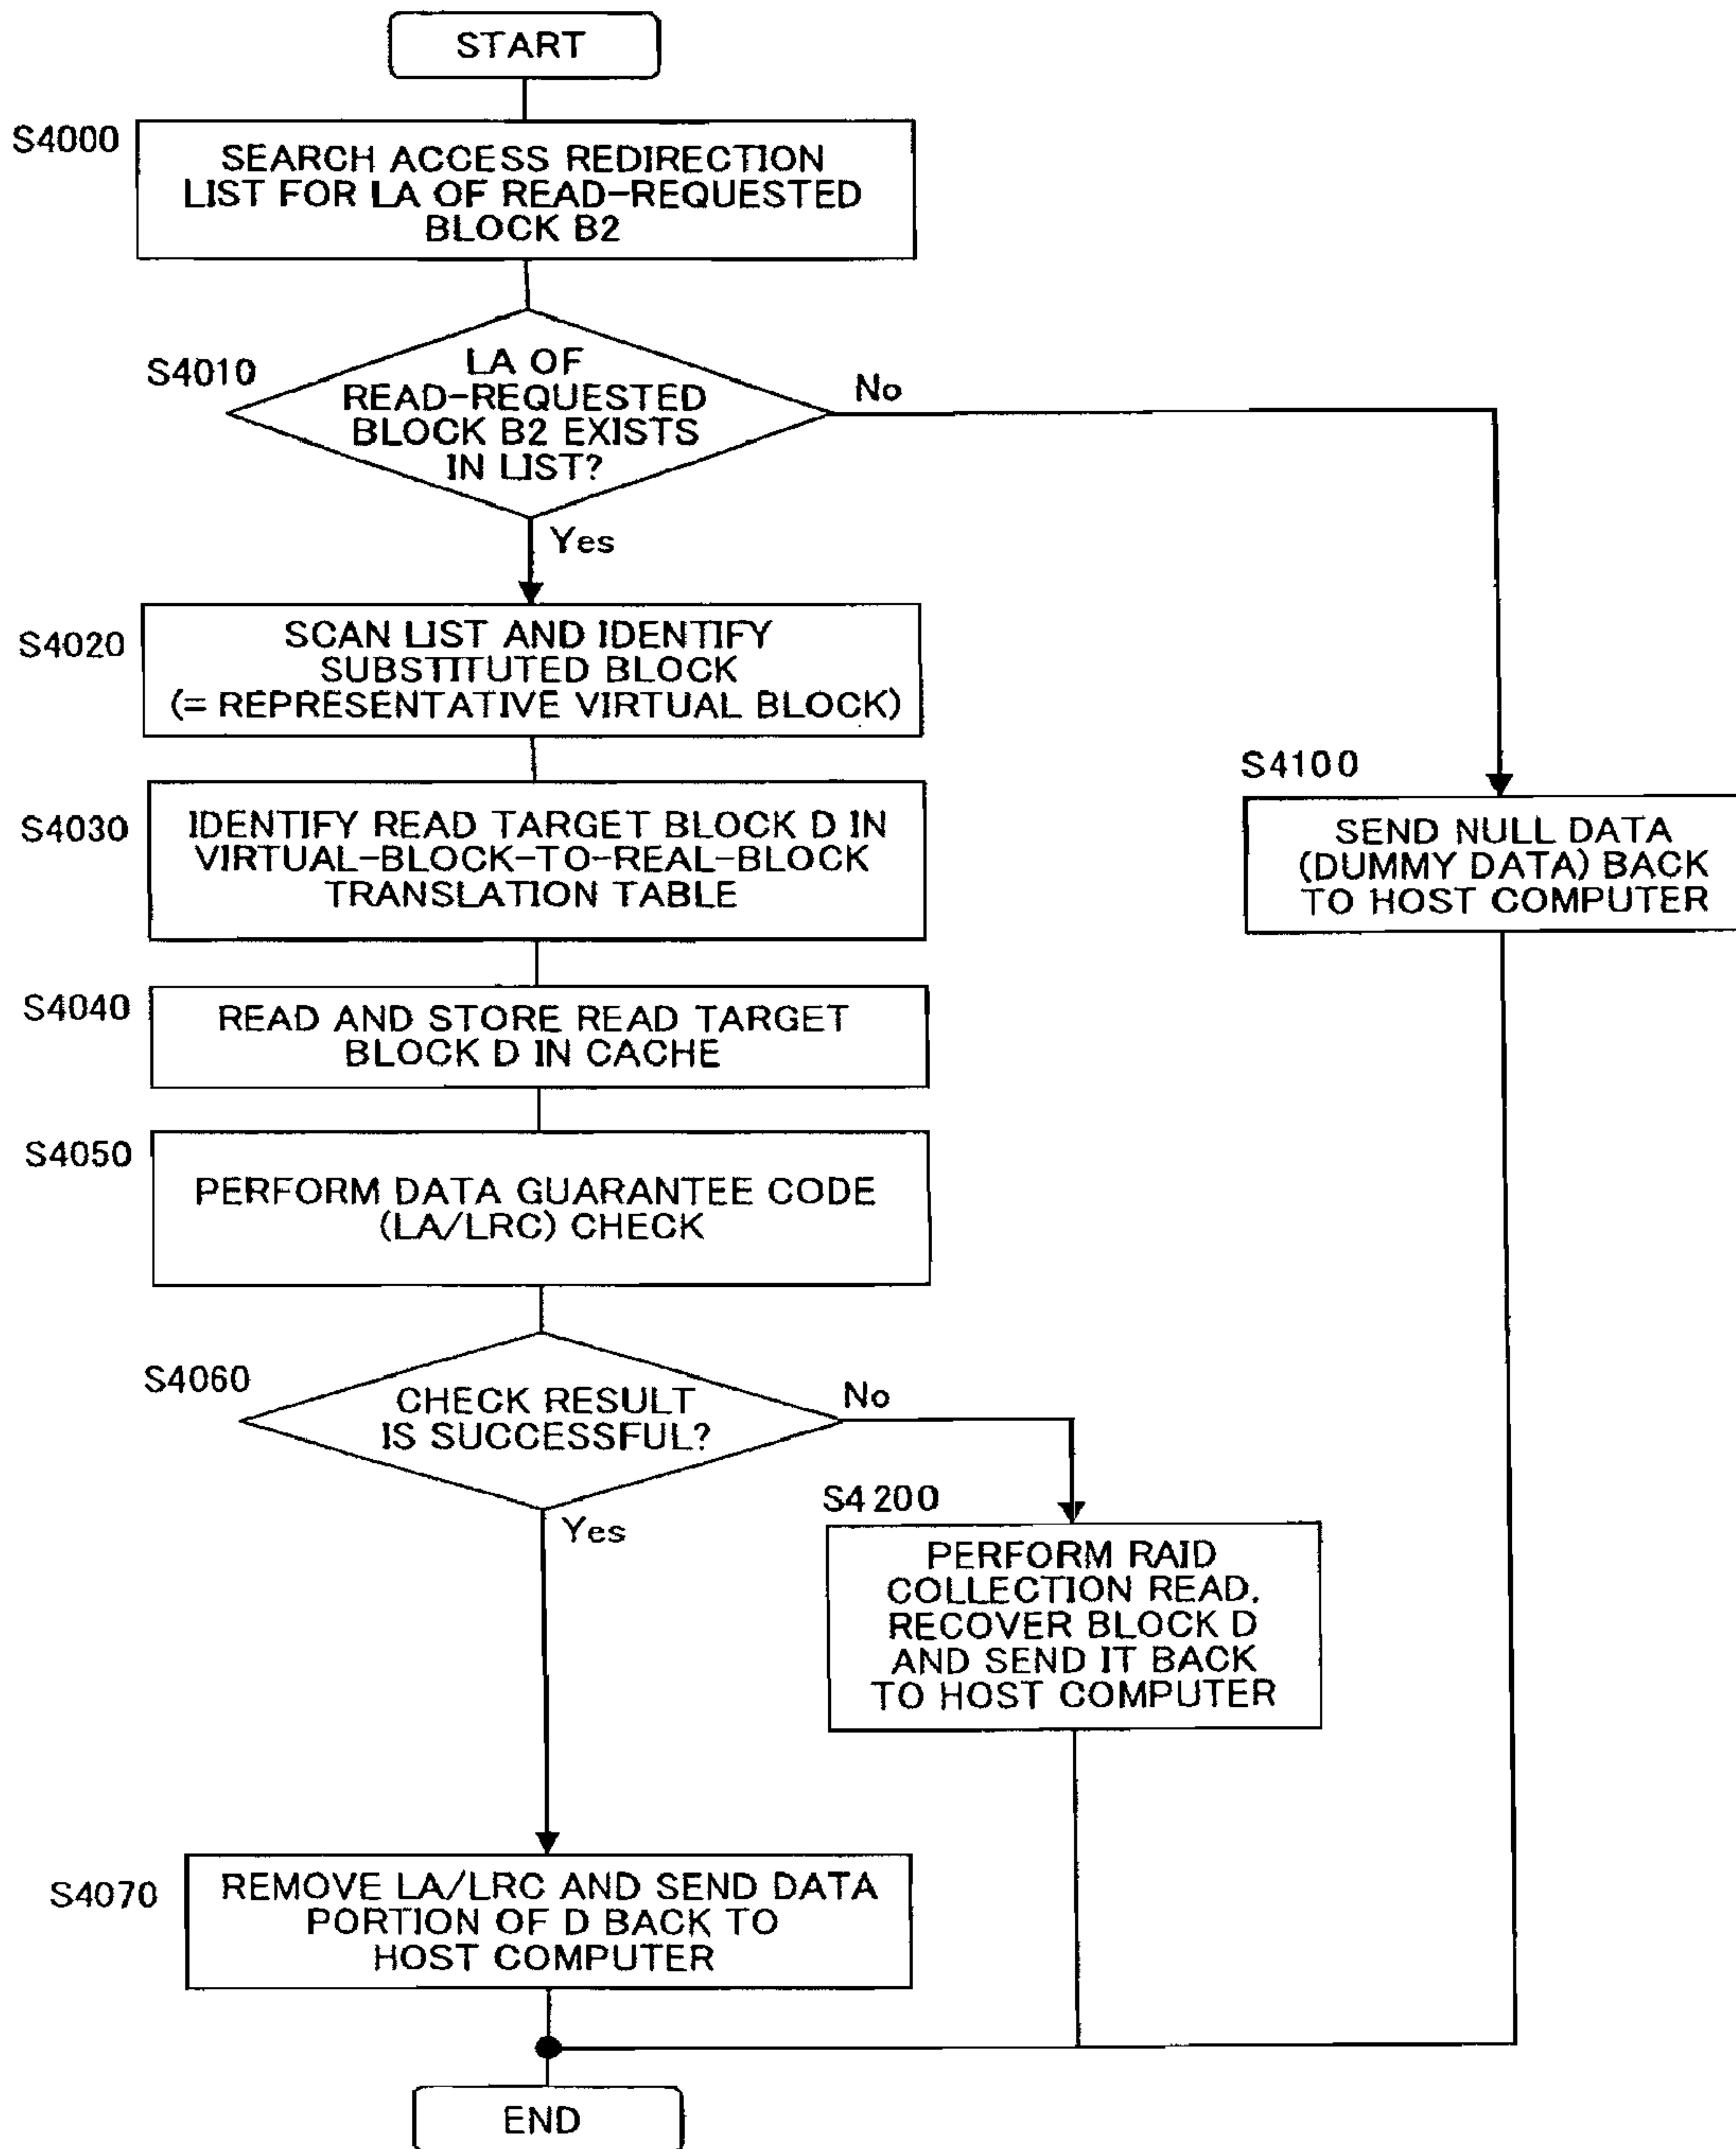 START
S4000
SEARCH ACCESS REDIRECTION
LIST FOR LA OF READ-REQUESTED
BLOCK B2
S4010
LA OF
READ-REQUESTED
BLOCK B2 EXISTS
IN LIST?
No
Yes
S4020
SCAN LIST AND IDENTIFY
SUBSTITUTED BLOCK
(= REPRESENTATIVE VIRTUAL BLOCK)
S4030
IDENTIFY READ TARGET BLOCK D IN
VIRTUAL-BLOCK-TO-REAL-BLOCK
TRANSLATION TABLE
S4100
SEND NULL DATA
(DUMMY DATA) BACK
TO HOST COMPUTER
S4040
READ AND STORE READ TARGET
BLOCK D IN CACHE
S4050
PERFORM DATA GUARANTEE CODE
(LA/LRC) CHECK
S4060
CHECK RESULT
IS SUCCESSFUL?
No
Yes
S4200
PERFORM RAID
COLLECTION READ,
RECOVER BLOCK D
AND SEND IT BACK
TO HOST COMPUTER
S4070
REMOVE LA/LRC AND SEND DATA
PORTION OF D BACK TO
HOST COMPUTER
END